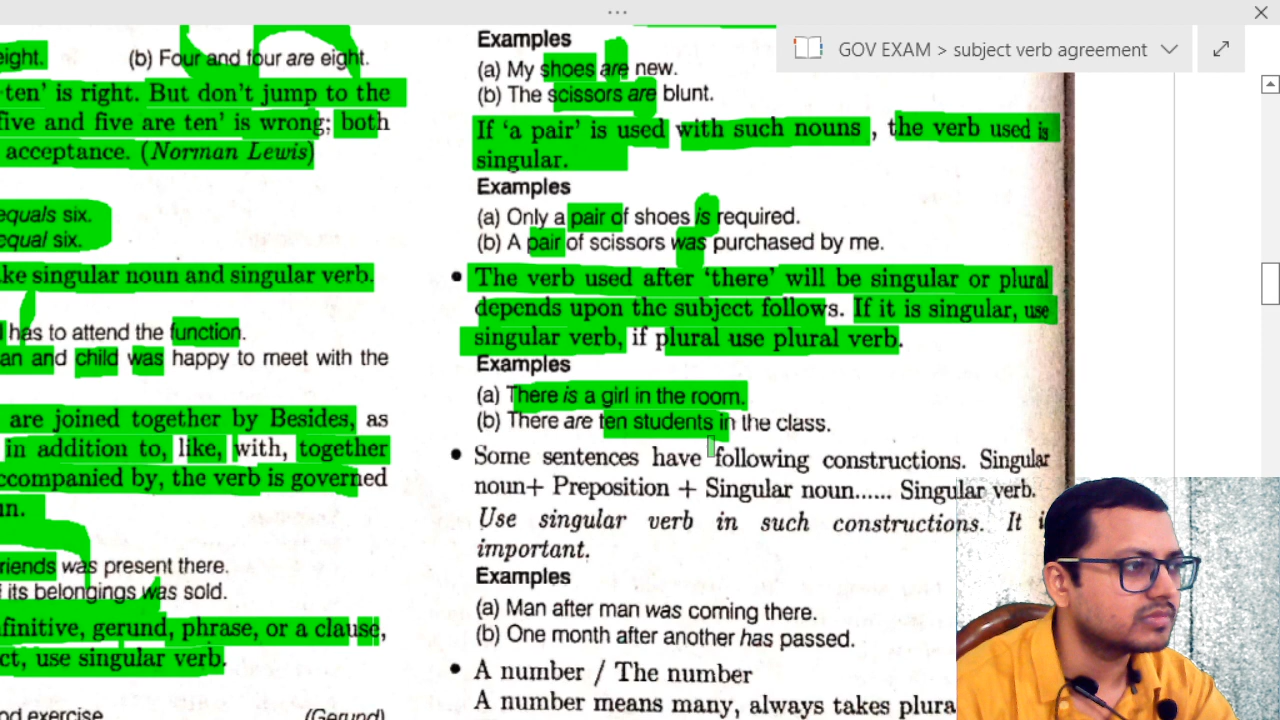 GOV EXAM > subject verb agreement
eight.
(b) Four and four are eight.
ten' is right. But don't jump to the
five and five are ten' is wrong; both
acceptance. (Norman Lewis)
equals six.
equal six.
singular noun and singular verb.
has to attend the function.
and child was happy to meet with the
are joined together by Besides, as
in addition to, like, with, together
by, the verb is governed
was present there.
its belongings was sold.
gerund, phrase, or a clause,
use singular verb.
exercise (Gerund)
Examples
(a) My shoes are new.
(b) The scissors are blunt.
If 'a pair' is used with such nouns , the verb used is
singular.
Examples
(a) Only a pair of shoes is required.
(b) A pair of scissors was purchased by me.
• The verb used after 'there' will be singular or plural
depends upon the subject follows. If it is singular, use
singular verb, if plural use plural verb.
Examples
(a) There is a girl in the room.
(b) There are ten students in the class.
• Some sentences have following constructions. Singular
noun+ Preposition + Singular noun...... Singular verb.
Use singular verb in such constructions. It
important.
Examples
(a) Man after man was coming there.
(b) One month after another has passed.
• A number / The number
A number means many, always takes